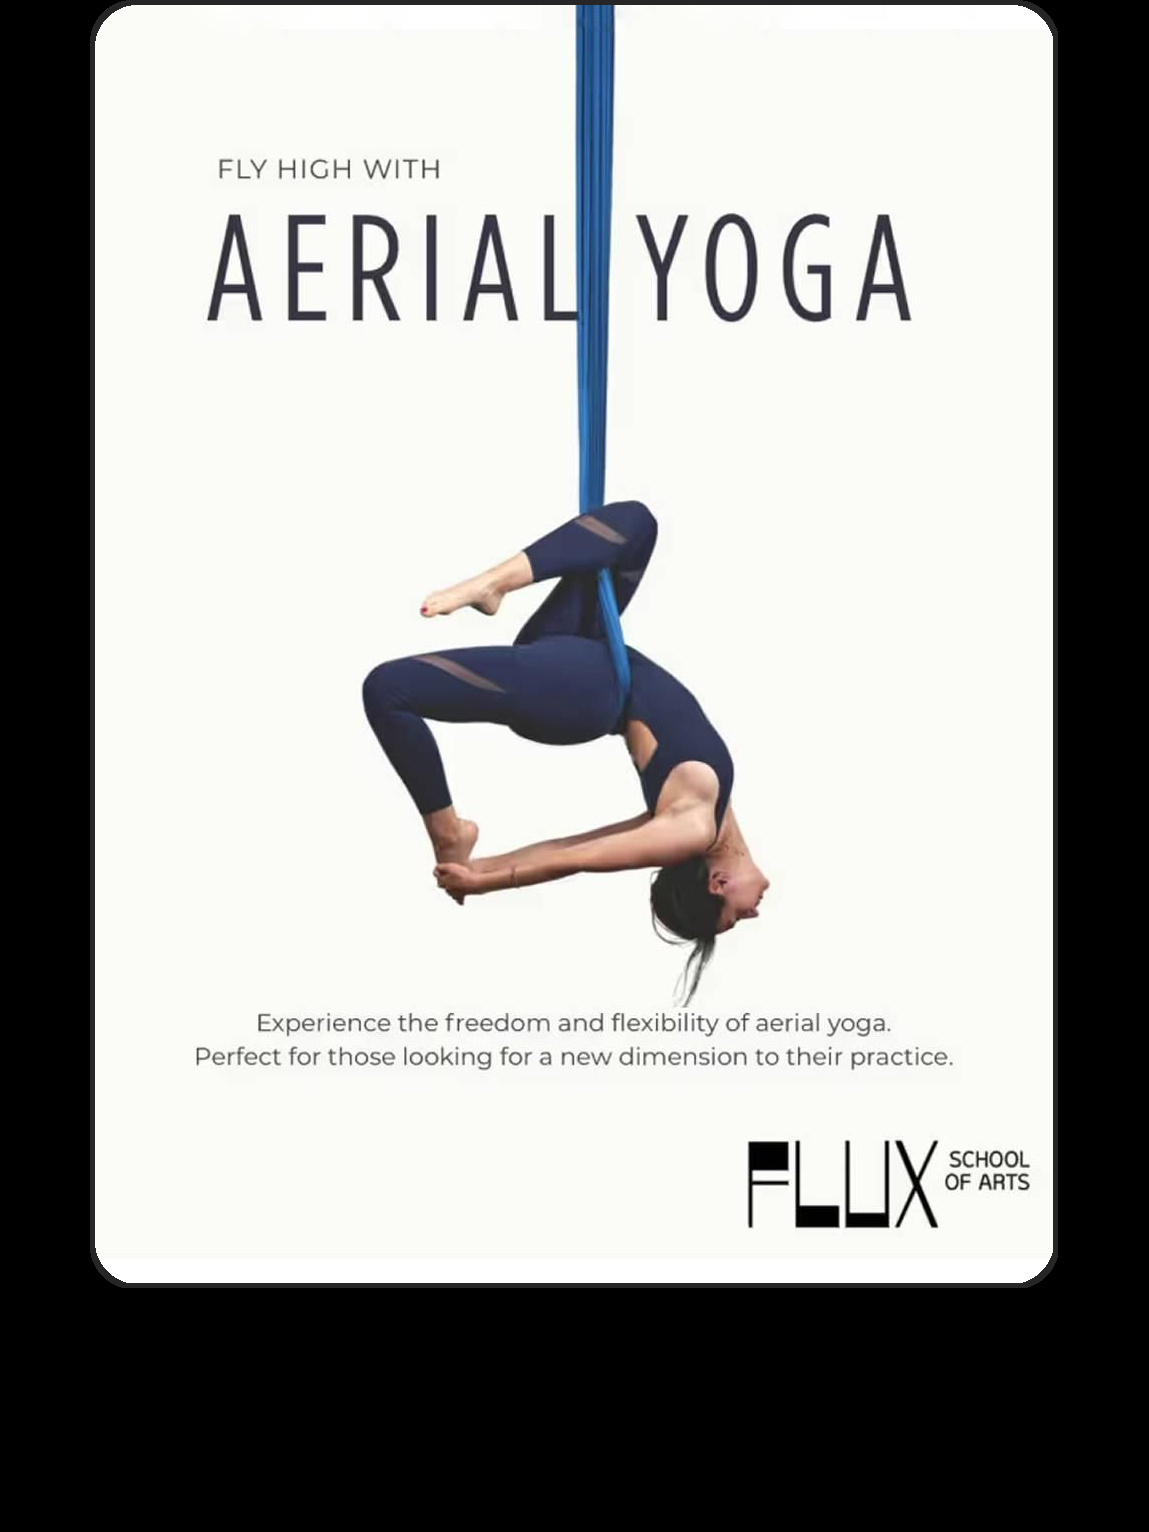 FLY HIGH WITH
AERIAL YOGA
Experience the freedom and flexibility of aerial yoga.
Perfect for those looking for a new dimension to their practice.
FLUX SCHOOL
OF ARTS